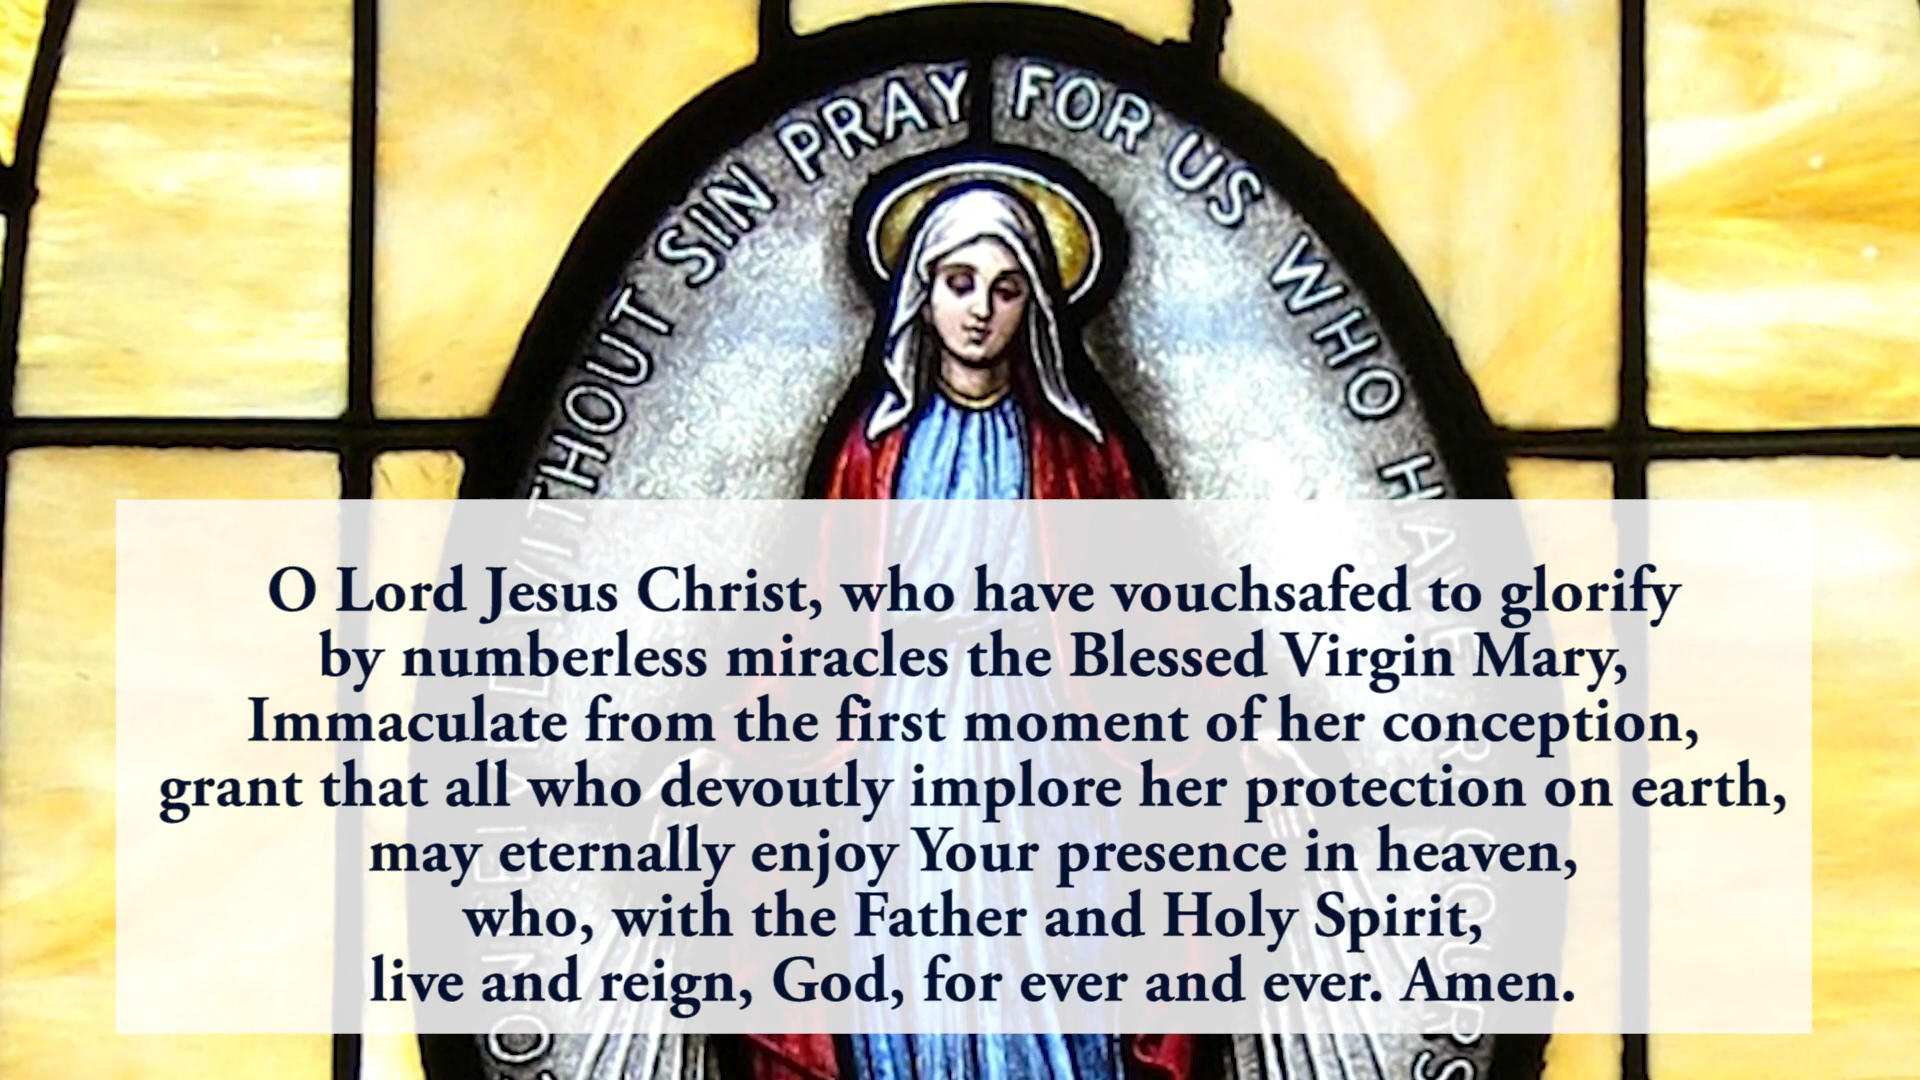 WITHOUT SIN PRAY FOR US WHO HAVE
O Lord Jesus Christ, who have vouchsafed to glorify
by numberless miracles the Blessed Virgin Mary,
Immaculate from the first moment of her conception,
grant that all who devoutly implore her protection on earth,
may eternally enjoy Your presence in heaven,
who, with the Father and Holy Spirit,
live and reign, God, for ever and ever. Amen.